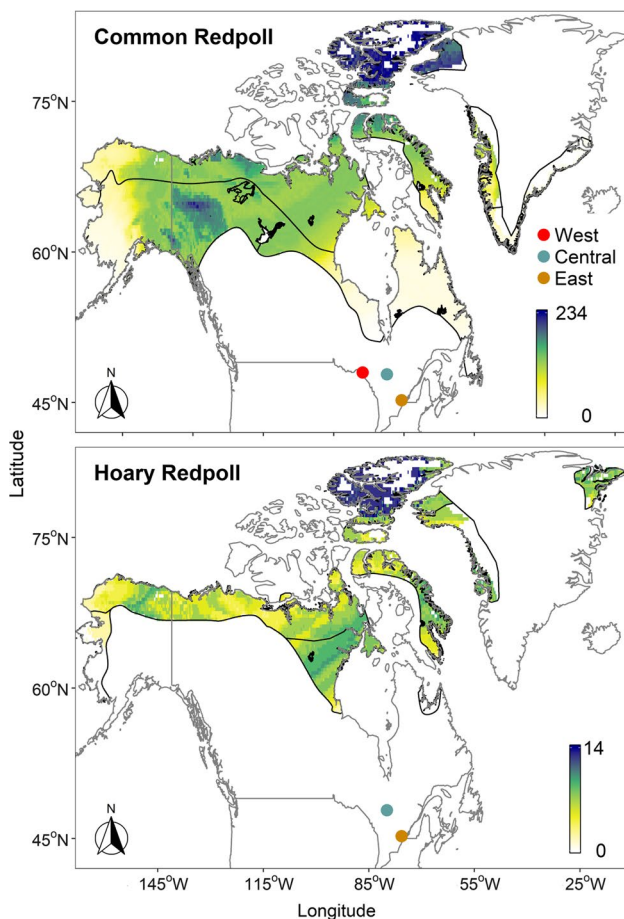 Common Redpoll
75°N
60°N
45°N
West
Central
East
234
0
N
Latitude
Hoary Redpoll
75°N
60°N
45°N
14
0
N
145°W
115°W
85°W
55°W
25°W
Longitude